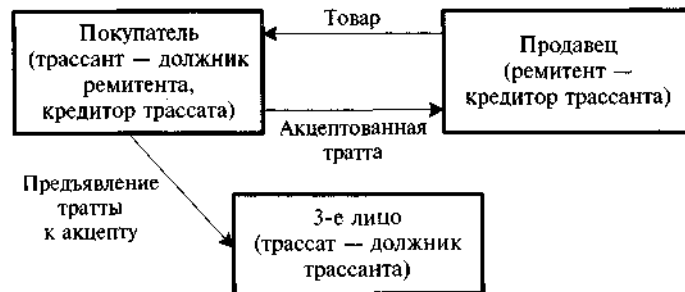 Покупатель
(трассант — должник
ремитента,
кредитор трассата)
Товар
Продавец
(ремитент —
кредитор трассанта)
Акцептованная
тратта
Предъявление
тратты
к акцепту
3-е лицо
(трассат — должник
трассанта)